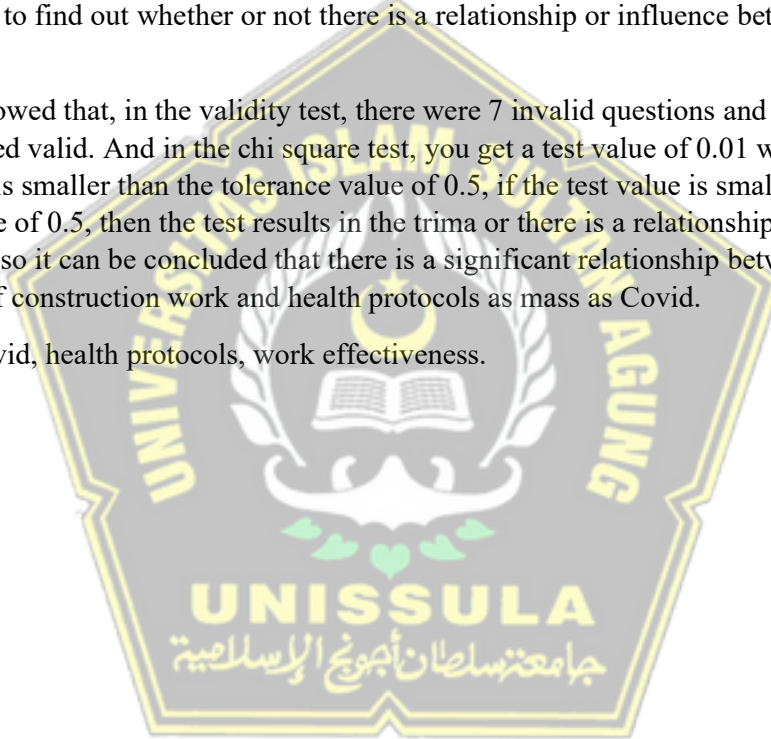 to find out whether or not there is a relationship or influence bet
owed that, in the validity test, there were 7 invalid questions and
ed valid. And in the chi square test, you get a test value of 0.01 w
s smaller than the tolerance value of 0.5, if the test value is smal
e of 0.5, then the test results in the trima or there is a relationship
so it can be concluded that there is a significant relationship betv
f construction work and health protocols as mass as Covid.
vid, health protocols, work effectiveness.
UNIVERSITAS ISLAM SULTAN AGUNG
UNISSULA
جامعة سلطان أجونج الإسلامية